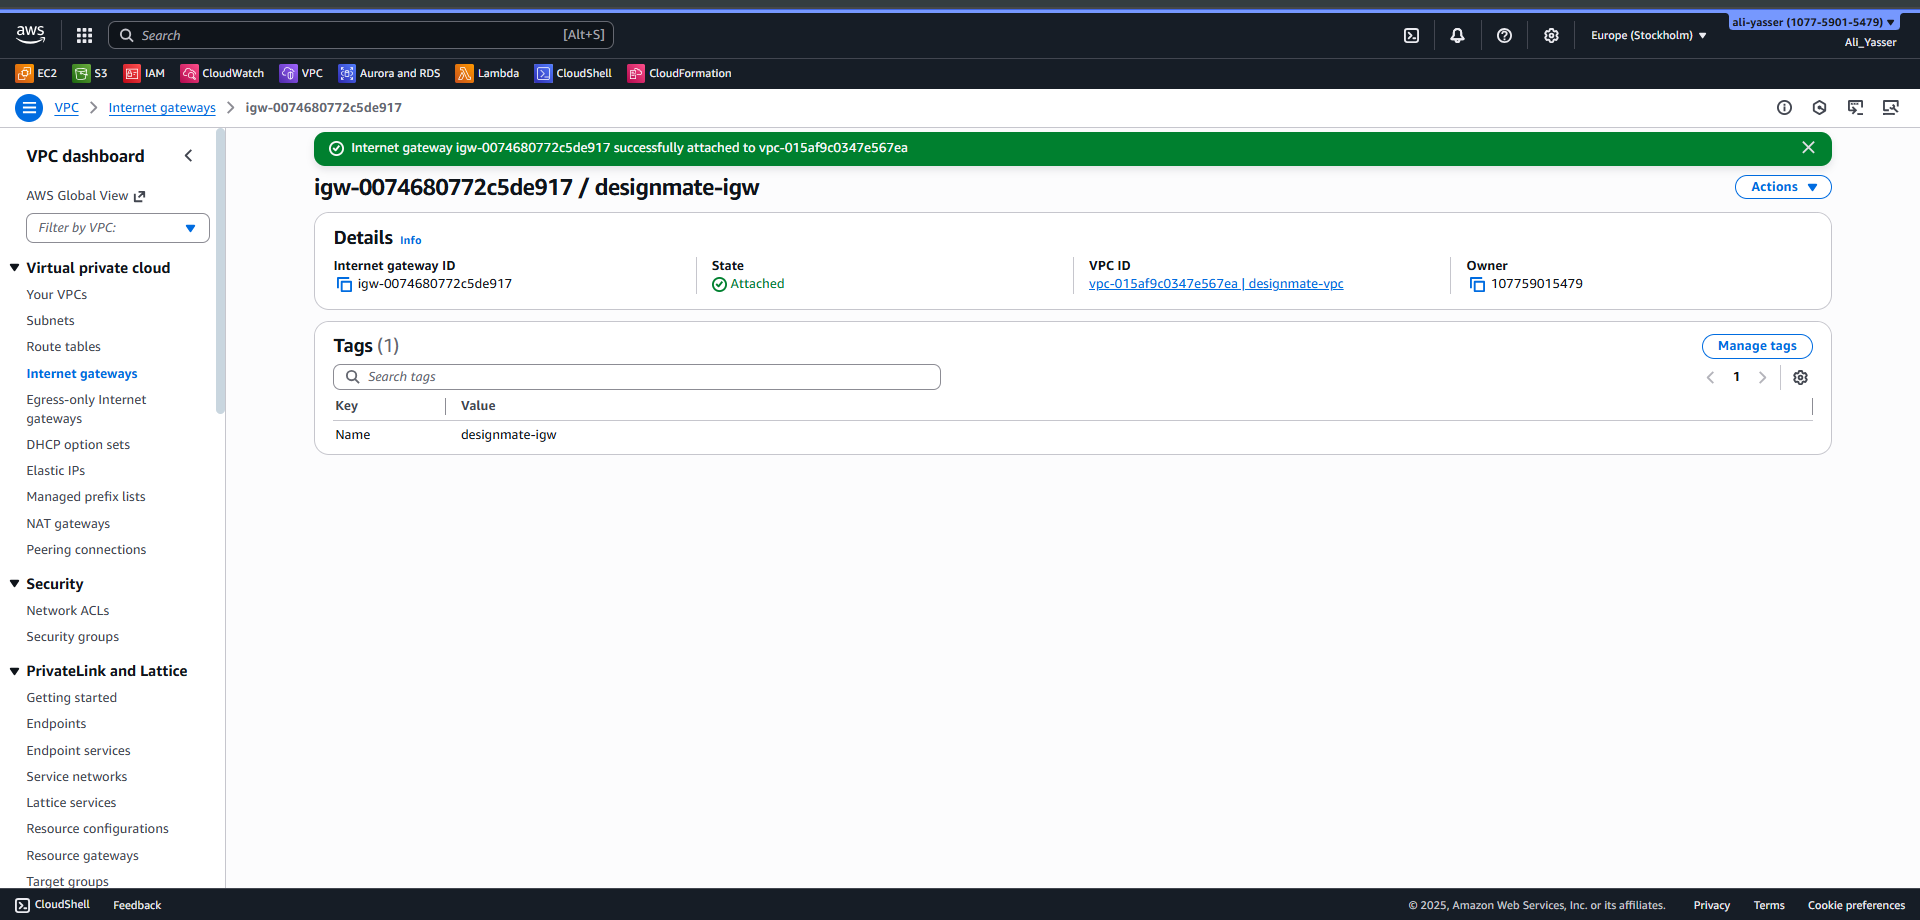 aws
Search
[Alt+S]
Europe (Stockholm)
ali-yasser (1077-5901-5479)
Ali_Yasser
EC2
S3
IAM
CloudWatch
VPC
Aurora and RDS
Lambda
CloudShell
CloudFormation
VPC
Internet gateways
igw-0074680772c5de917
VPC dashboard
AWS Global View
Filter by VPC:
Virtual private cloud
Your VPCs
Subnets
Route tables
Internet gateways
Egress-only Internet
gateways
DHCP option sets
Elastic IPs
Managed prefix lists
NAT gateways
Peering connections
Security
Network ACLs
Security groups
PrivateLink and Lattice
Getting started
Endpoints
Endpoint services
Service networks
Lattice services
Resource configurations
Resource gateways
Target groups
Internet gateway igw-0074680772c5de917 successfully attached to vpc-015af9c0347e567ea
igw-0074680772c5de917 / designmate-igw
Actions
Details
Info
Internet gateway ID
igw-0074680772c5de917
State
Attached
VPC ID
vpc-015af9c0347e567ea | designmate-vpc
Owner
107759015479
Tags (1)
Manage tags
Search tags
1
Key
Value
Name
designmate-igw
CloudShell
Feedback
© 2025, Amazon Web Services, Inc. or its affiliates.
Privacy
Terms
Cookie preferences